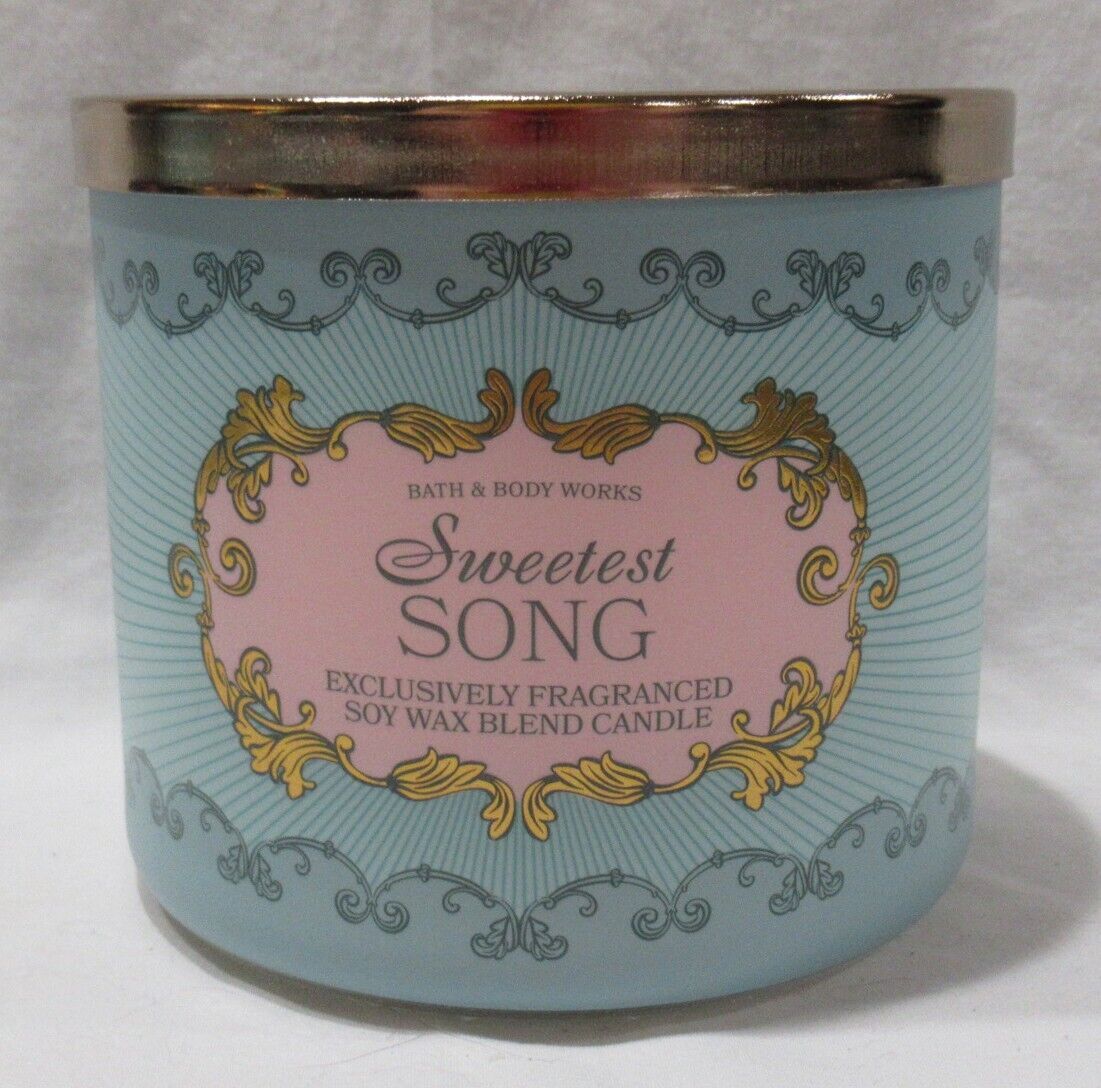 BATH & BODY WORKS
Sweetest
SONG
EXCLUSIVELY FRAGRANCED
SOY WAX BLEND CANDLE